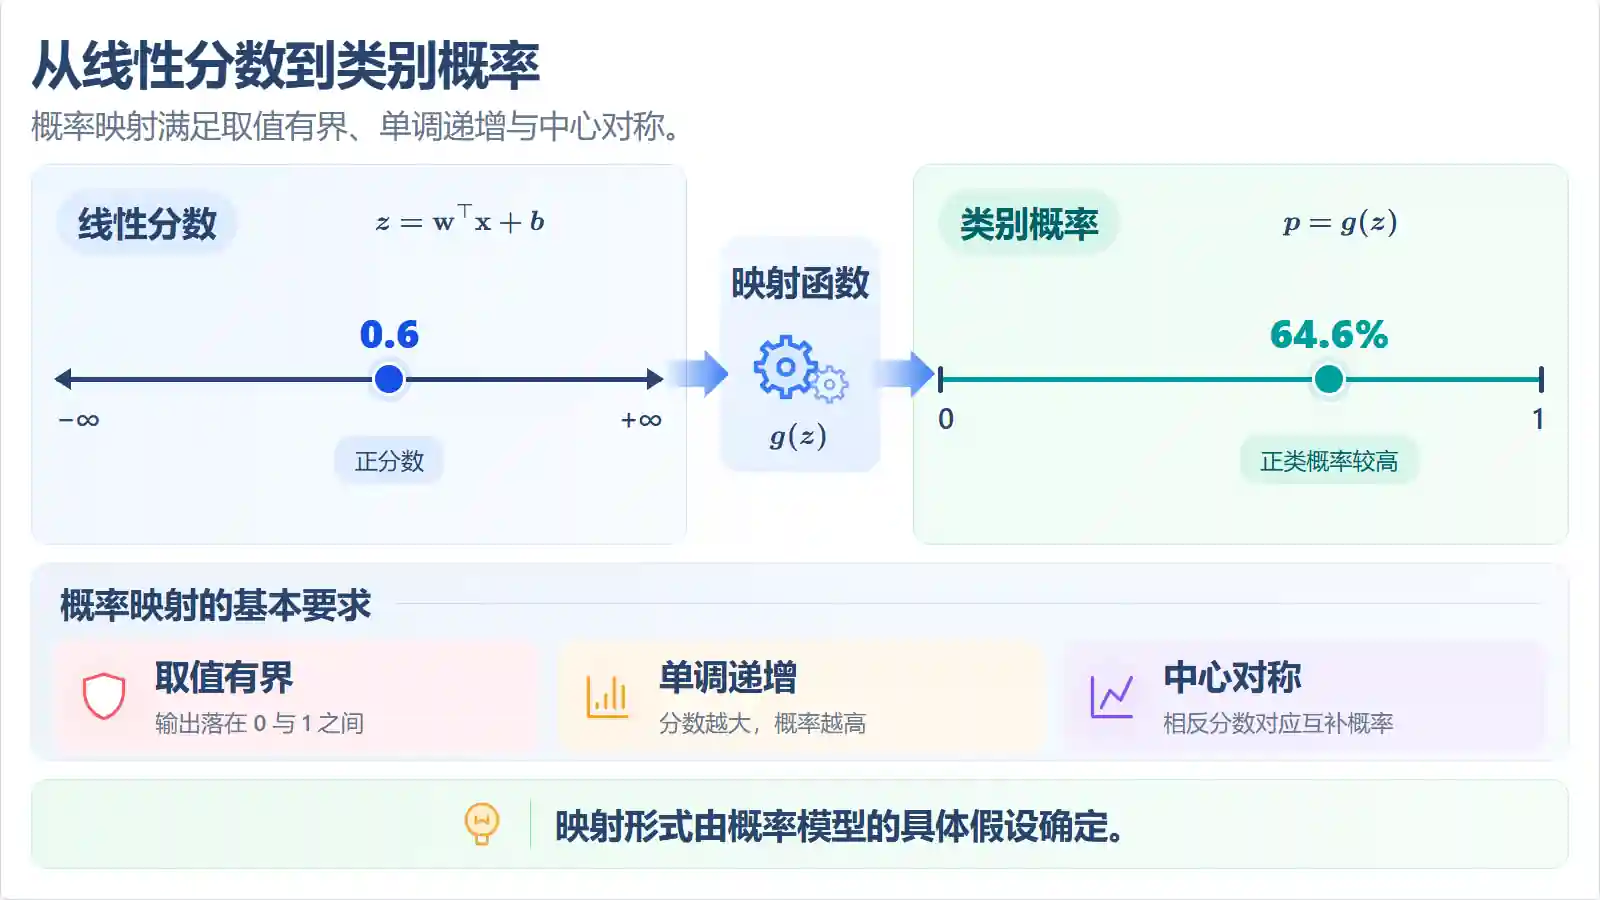 从线性分数到类别概率
概率映射满足取值有界、单调递增与中心对称。
线性分数
z = w⊤x + b
0.6
−∞
+∞
正分数
映射函数
g(z)
类别概率
p = g(z)
64.6%
0
1
正类概率较高
概率映射的基本要求
取值有界
输出落在 0 与 1 之间
单调递增
分数越大，概率越高
中心对称
相反分数对应互补概率
映射形式由概率模型的具体假设确定。